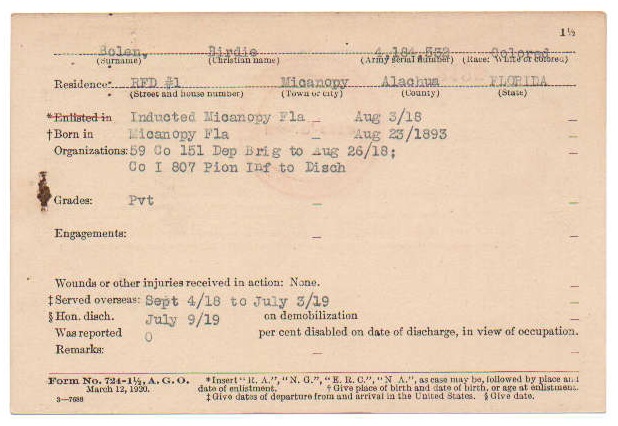 1½
Bolen, Birdie 4,184,532 Colored
(Surname) (Christian name) (Army serial number) (Race: White or colored)
Residence: RFD #1 Micanopy Alachua FLORIDA
(Street and house number) (Town or city) (County) (State)
*Enlisted in Inducted Micanopy Fla – Aug 3/18 –
†Born in Micanopy Fla – Aug 23/1893 –
Organizations: 59 Co 151 Dep Brig to Aug 26/18; –
Co I 807 Pion Inf to Disch –
Grades: Pvt – –
Engagements: – –
Wounds or other injuries received in action: None. –
‡Served overseas: Sept 4/18 to July 3/19 –
§Hon. disch. July 9/19 on demobilization –
Was reported 0 per cent disabled on date of discharge, in view of occupation.
Remarks: – –
Form No. 724-1½, A. G. O. *Insert "R. A.", "N. G.", "E. R. C.", "N A.", as case may be, followed by place and
March 12, 1920. date of enlistment. †Give place of birth and date of birth, or age at enlistment.
3—7688 ‡Give dates of departure from and arrival in the United States. §Give date.